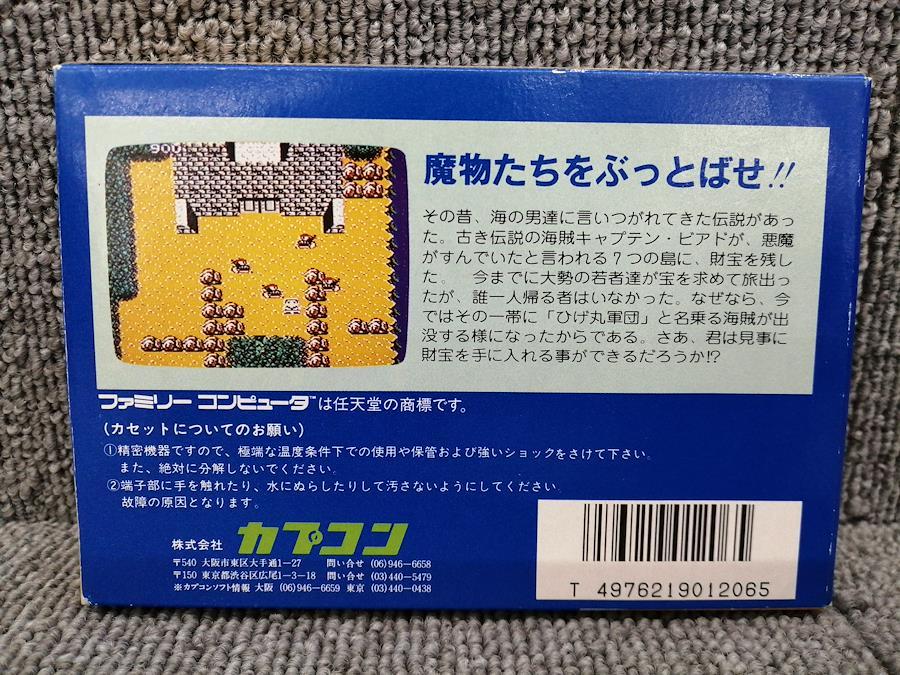 900
魔物たちをぶっとばせ!!
その昔、海の男達に言いつがれてきた伝説があっ
た。古き伝説の海賊キャプテン・ビアドが、悪魔
がすんでいたと言われる7つの島に、財宝を残し
た。 今までに大勢の若者達が宝を求めて旅出っ
たが、誰一人帰る者はいなかった。なぜなら、今
ではその一帯に「ひげ丸軍団」と名乗る海賊が出
没する様になったからである。さあ、君は見事に
財宝を手に入れる事ができるだろうか!?
ファミリー コンピュータ™は任天堂の商標です。
(カセットについてのお願い)
①精密機器ですので、極端な温度条件下での使用や保管および強いショックをさけて下さい。
また、絶対に分解しないでください。
②端子部に手を触れたり、水にぬらしたりして汚さないようにしてください。
故障の原因となります。
株式会社 カプコン
〒540 大阪市東区大手通1-27 問い合せ (06)946-6658
〒150 東京都渋谷区広尾1-3-18 問い合せ (03)440-5479
※カプコンソフト情報 大阪 (06)946-6659 東京 (03)440-0438
T 4976219012065